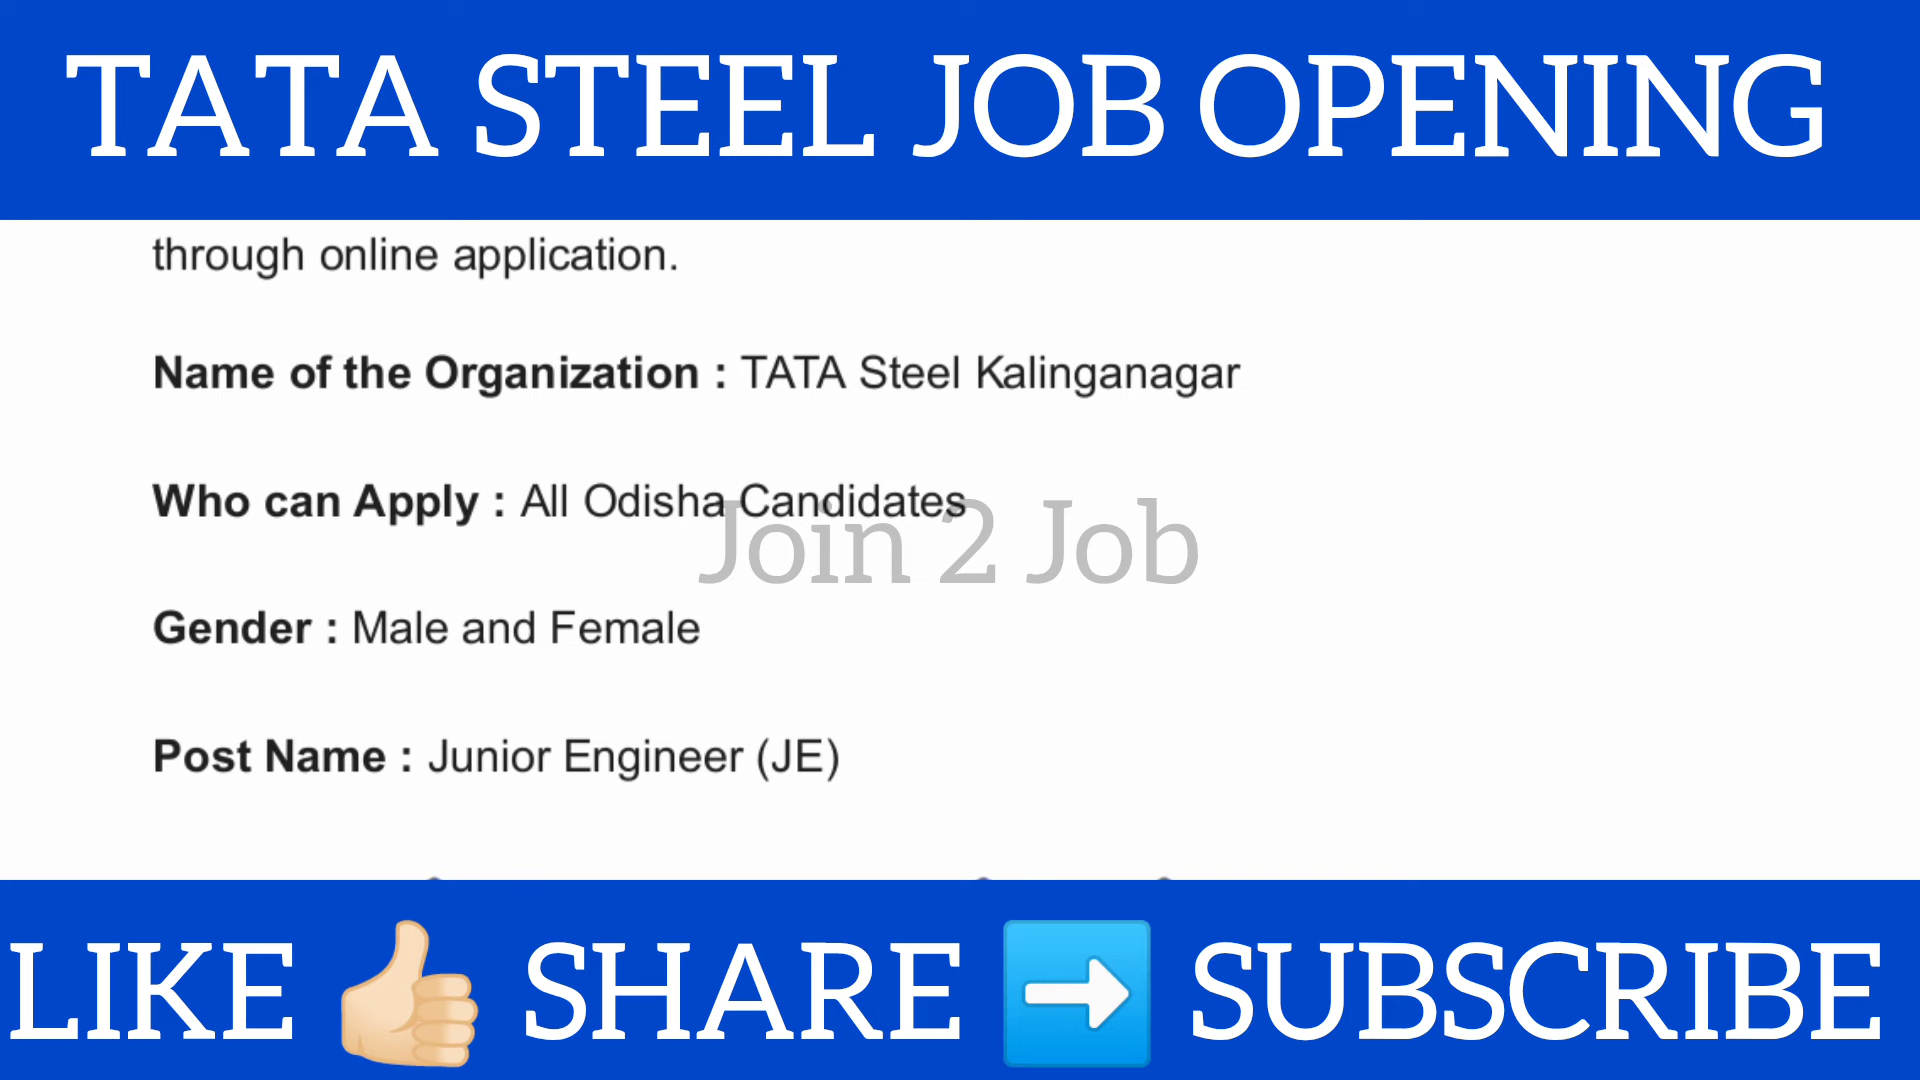 TATA STEEL JOB OPENING
through online application.
Name of the Organization : TATA Steel Kalinganagar
Who can Apply : All Odisha Candidates
Join 2 Job
Gender : Male and Female
Post Name : Junior Engineer (JE)
LIKE 👍🏻 SHARE ➡️ SUBSCRIBE